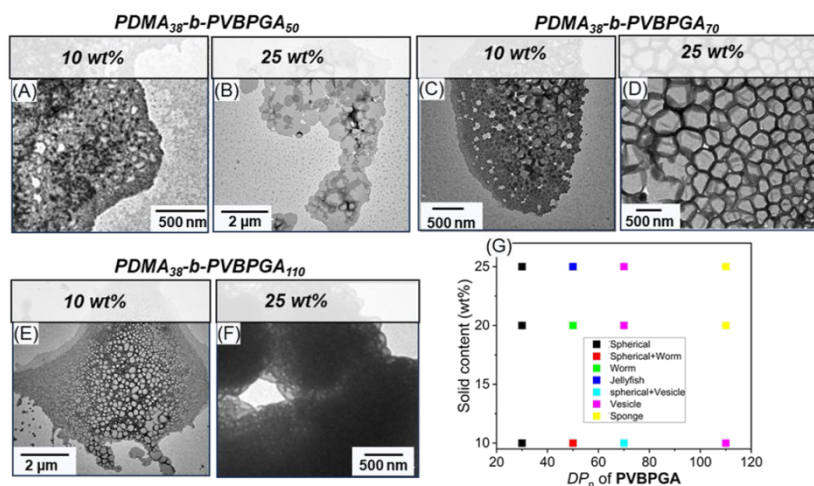 PDMA38-b-PVBPGA50
PDMA38-b-PVBPGA70
10 wt%
25 wt%
10 wt%
25 wt%
(A)
(B)
(C)
(D)
500 nm
2 µm
500 nm
500 nm
PDMA38-b-PVBPGA110
10 wt%
25 wt%
(E)
(F)
2 µm
500 nm
(G)
Solid content (wt%)
25
20
15
10
Spherical
Spherical+Worm
Worm
Jellyfish
spherical+Vesicle
Vesicle
Sponge
20
40
60
80
100
120
DPn of PVBPGA